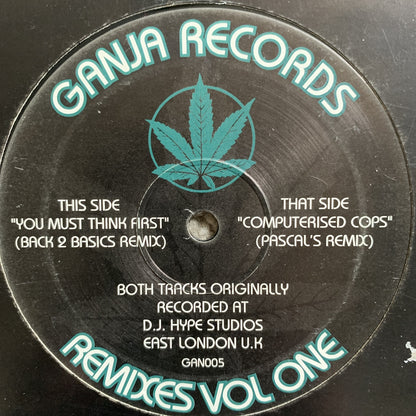 GANJA RECORDS
THIS SIDE
"YOU MUST THINK FIRST"
(BACK 2 BASICS REMIX)
THAT SIDE
"COMPUTERISED COPS"
(PASCAL'S REMIX)
BOTH TRACKS ORIGINALLY
RECORDED AT
D.J. HYPE STUDIOS
EAST LONDON U.K
GAN005
REMIXES VOL ONE